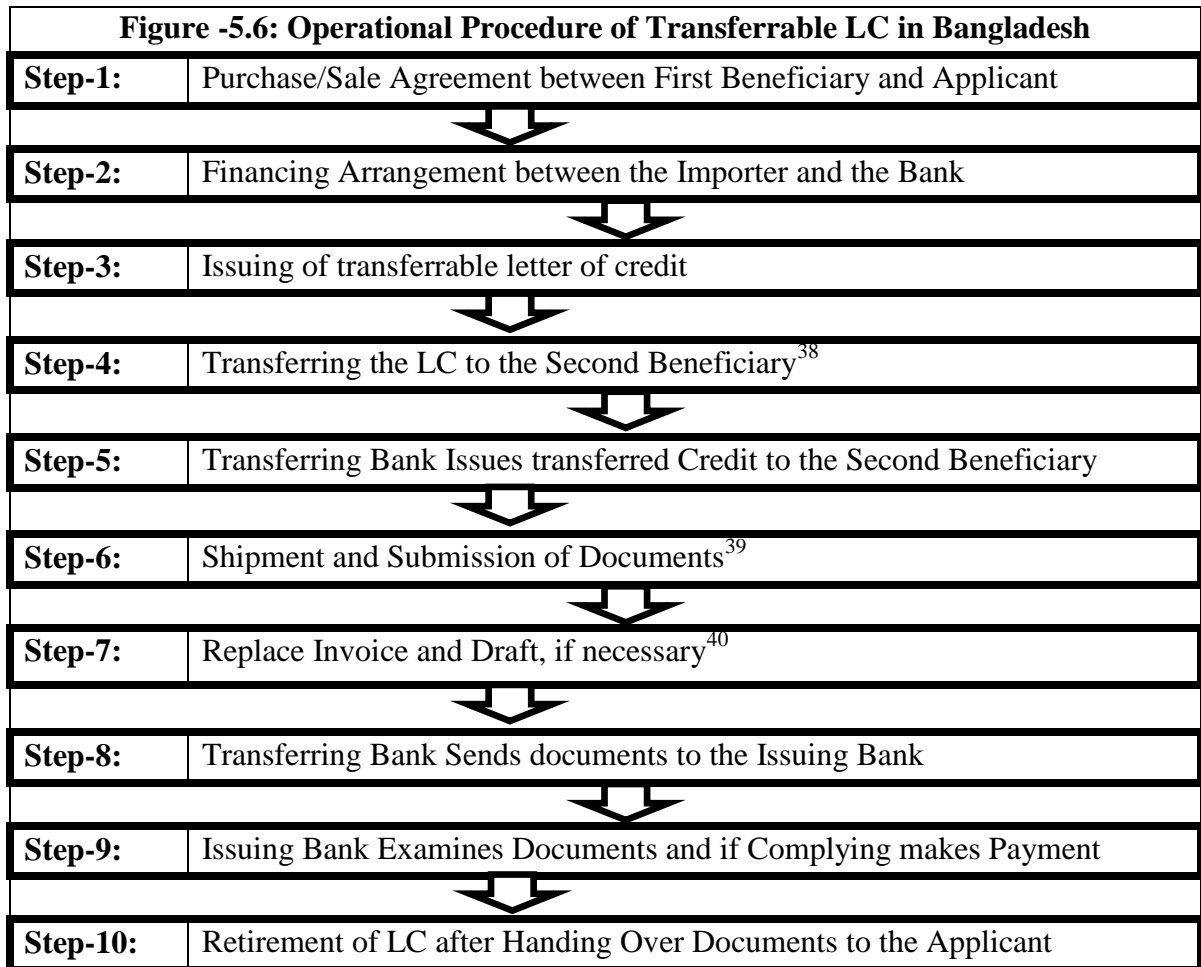 Figure -5.6: Operational Procedure of Transferrable LC in Bangladesh
Step-1: Purchase/Sale Agreement between First Beneficiary and Applicant
Step-2: Financing Arrangement between the Importer and the Bank
Step-3: Issuing of transferrable letter of credit
Step-4: Transferring the LC to the Second Beneficiary38
Step-5: Transferring Bank Issues transferred Credit to the Second Beneficiary
Step-6: Shipment and Submission of Documents39
Step-7: Replace Invoice and Draft, if necessary40
Step-8: Transferring Bank Sends documents to the Issuing Bank
Step-9: Issuing Bank Examines Documents and if Complying makes Payment
Step-10: Retirement of LC after Handing Over Documents to the Applicant